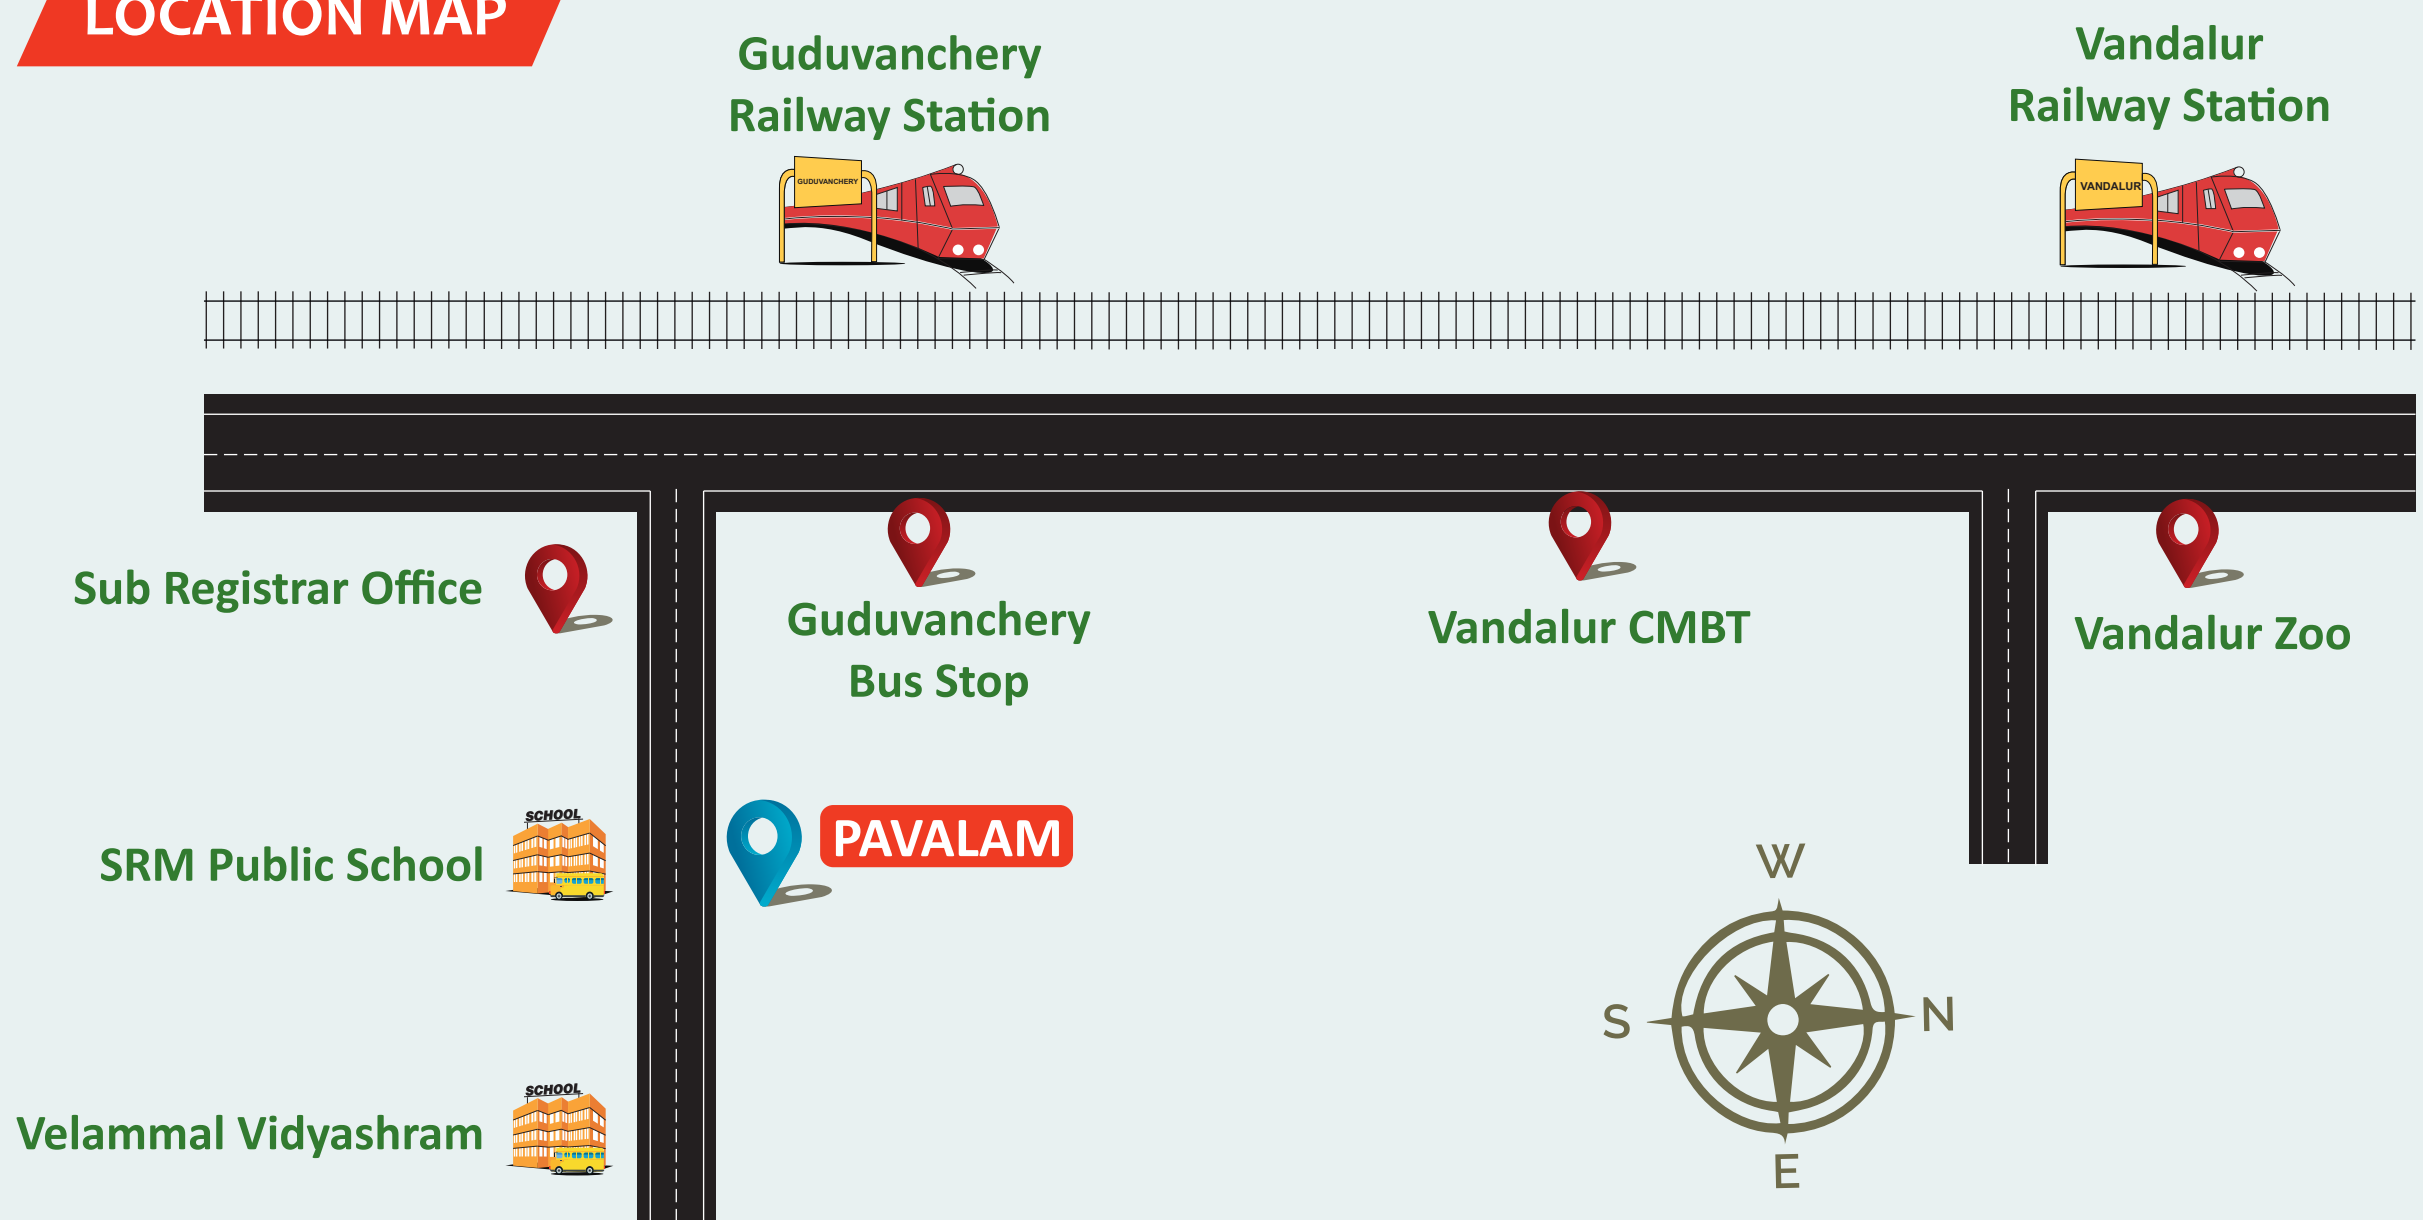 LOCATION MAP
Guduvanchery
Railway Station
Vandalur
Railway Station
GUDUVANCHERY
VANDALUR
Sub Registrar Office
Guduvanchery
Bus Stop
Vandalur CMBT
Vandalur Zoo
SCHOOL
SRM Public School
PAVALAM
W
S
N
E
SCHOOL
Velammal Vidyashram